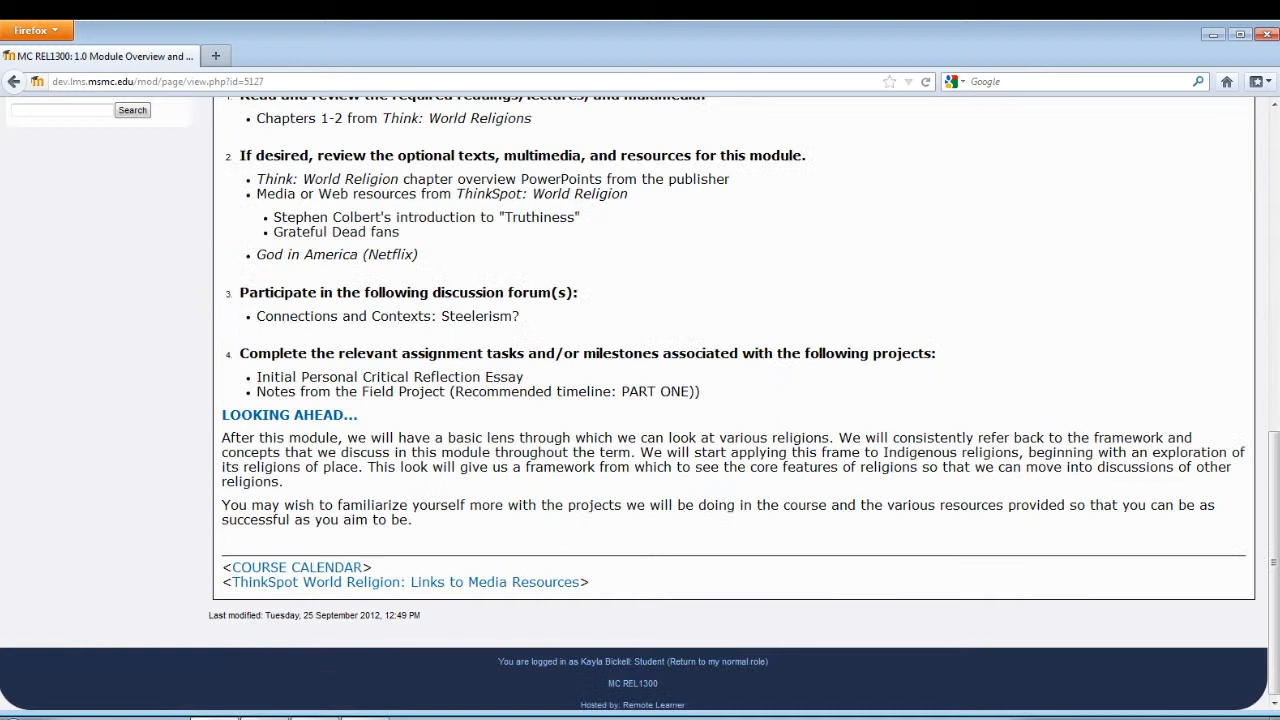 Firefox
MC REL1300: 1.0 Module Overview and ...
dev.lms.msmc.edu/mod/page/view.php?id=5127
Google
Search
1. Read and review the required readings, lectures, and multimedia.
• Chapters 1-2 from Think: World Religions
2. If desired, review the optional texts, multimedia, and resources for this module.
• Think: World Religion chapter overview PowerPoints from the publisher
• Media or Web resources from ThinkSpot: World Religion
• Stephen Colbert's introduction to "Truthiness"
• Grateful Dead fans
• God in America (Netflix)
3. Participate in the following discussion forum(s):
• Connections and Contexts: Steelerism?
4. Complete the relevant assignment tasks and/or milestones associated with the following projects:
• Initial Personal Critical Reflection Essay
• Notes from the Field Project (Recommended timeline: PART ONE))
LOOKING AHEAD...
After this module, we will have a basic lens through which we can look at various religions. We will consistently refer back to the framework and
concepts that we discuss in this module throughout the term. We will start applying this frame to Indigenous religions, beginning with an exploration of
its religions of place. This look will give us a framework from which to see the core features of religions so that we can move into discussions of other
religions.
You may wish to familiarize yourself more with the projects we will be doing in the course and the various resources provided so that you can be as
successful as you aim to be.
<COURSE CALENDAR>
<ThinkSpot World Religion: Links to Media Resources>
Last modified: Tuesday, 25 September 2012, 12:49 PM
You are logged in as Kayla Bickell: Student (Return to my normal role)
MC REL1300
Hosted by: Remote Learner